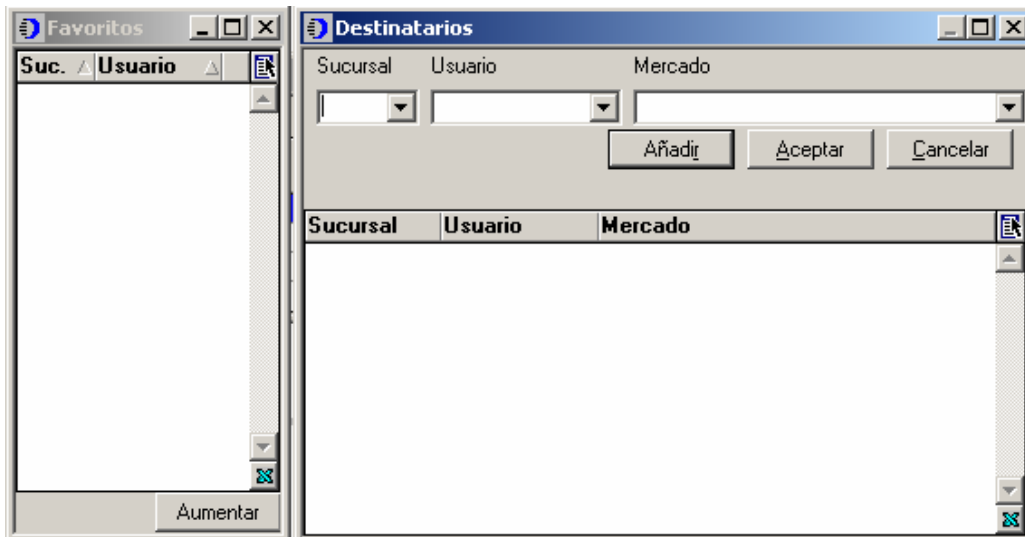 Favoritos
Suc. Usuario
Aumentar
Destinatarios
Sucursal Usuario Mercado
Añadir Aceptar Cancelar
Sucursal Usuario Mercado